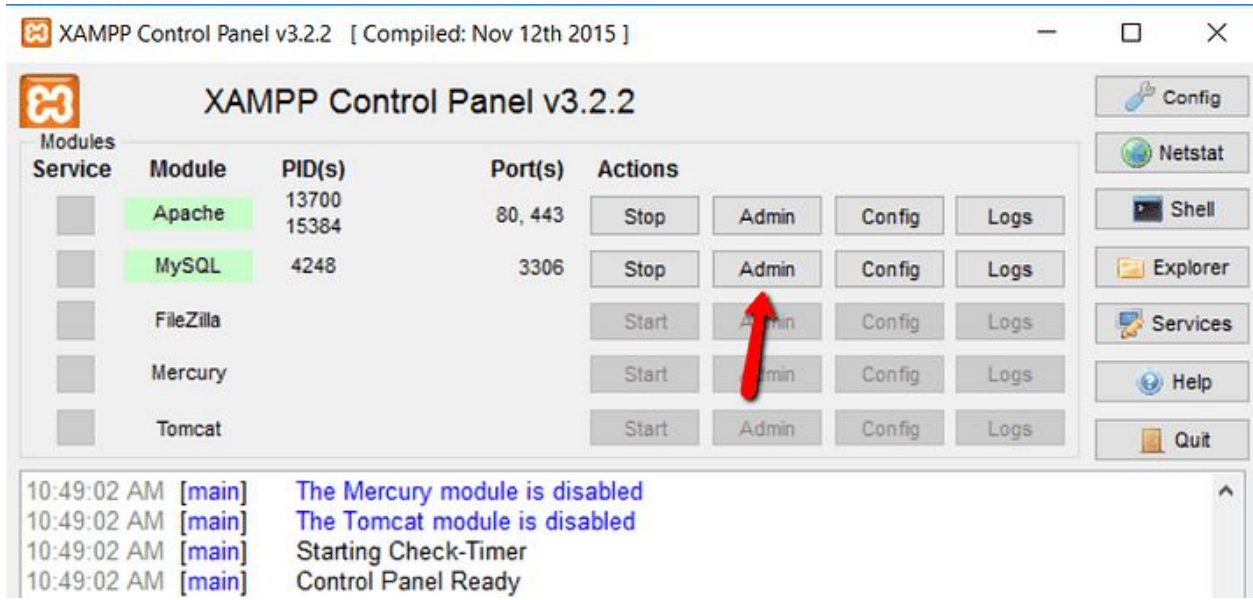 XAMPP Control Panel v3.2.2 [ Compiled: Nov 12th 2015 ]
XAMPP Control Panel v3.2.2
Config
Modules
Netstat
Service Module PID(s) Port(s) Actions
Apache 13700 15384 80, 443 Stop Admin Config Logs
Shell
MySQL 4248 3306 Stop Admin Config Logs
Explorer
FileZilla Start Admin Config Logs
Services
Mercury Start Admin Config Logs
Help
Tomcat Start Admin Config Logs
Quit
10:49:02 AM [main] The Mercury module is disabled
10:49:02 AM [main] The Tomcat module is disabled
10:49:02 AM [main] Starting Check-Timer
10:49:02 AM [main] Control Panel Ready